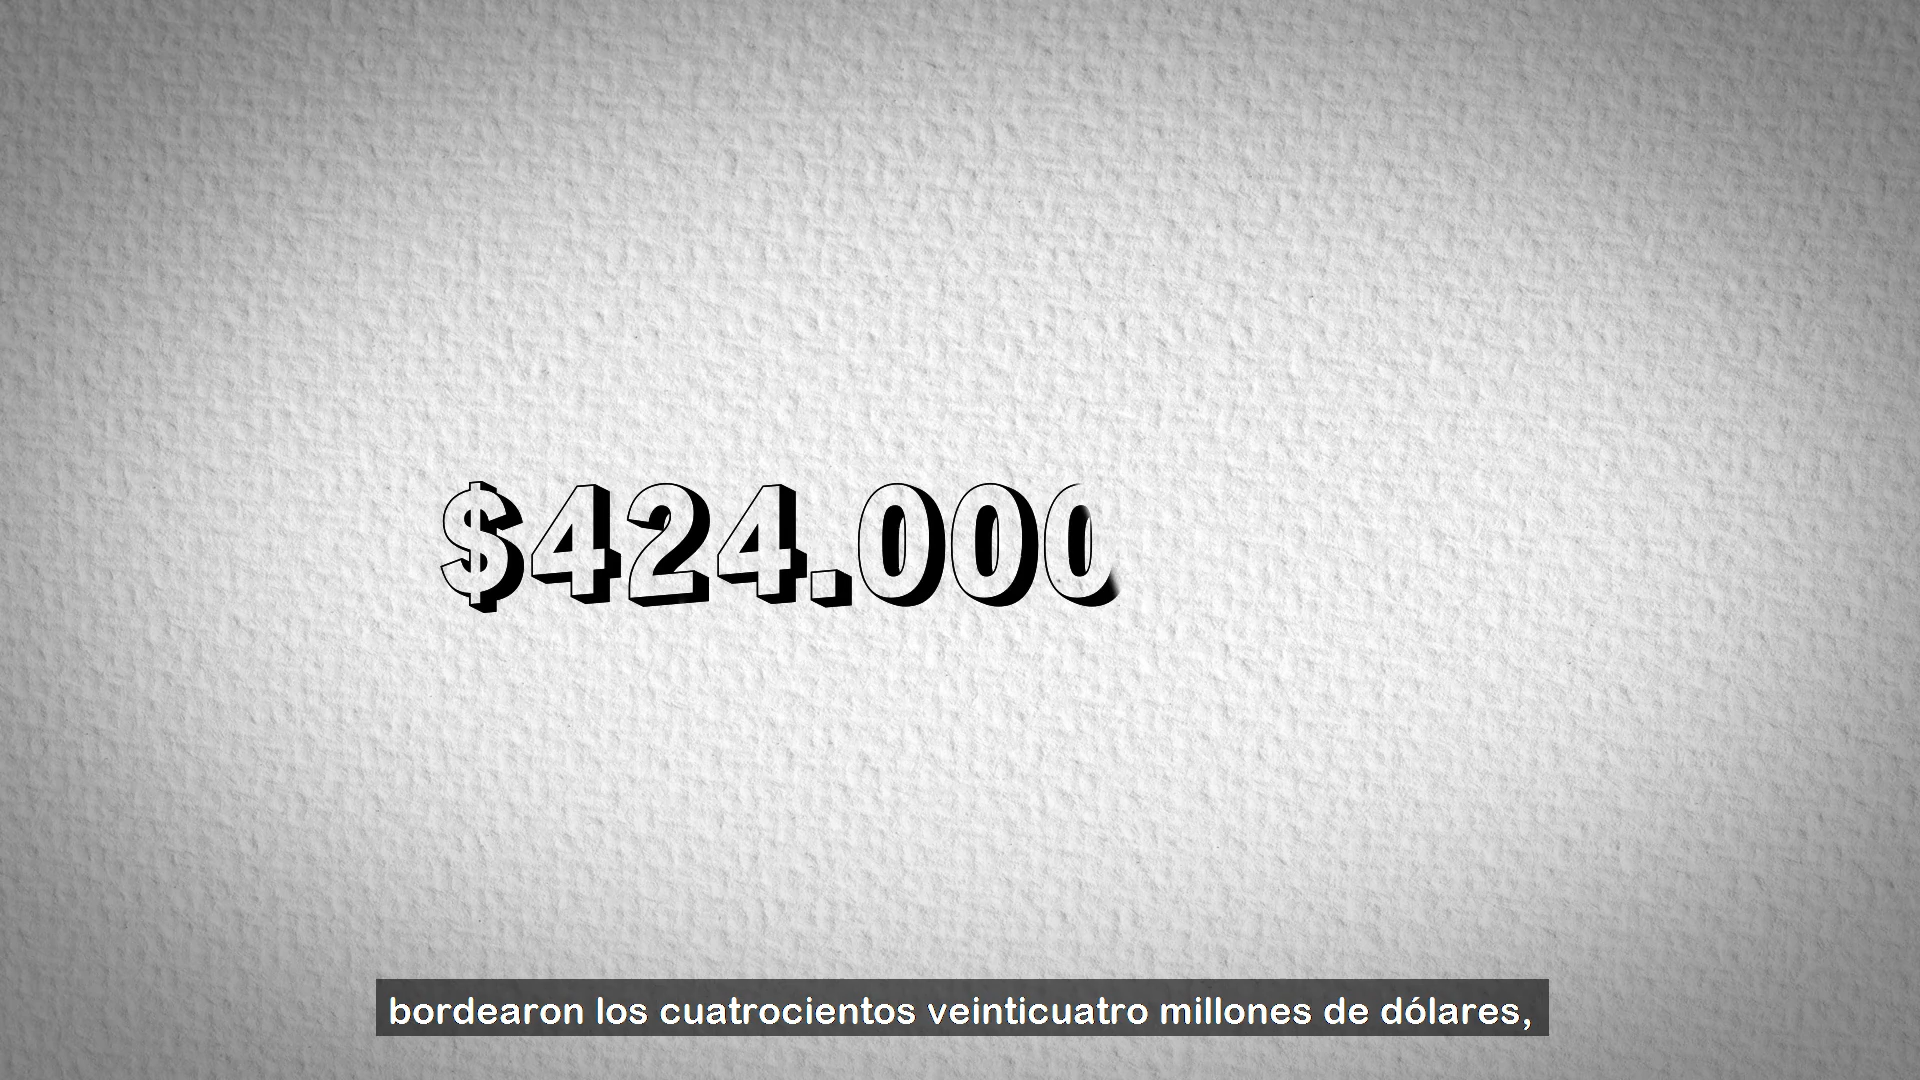 $424.000
bordearon los cuatrocientos veinticuatro millones de dólares,